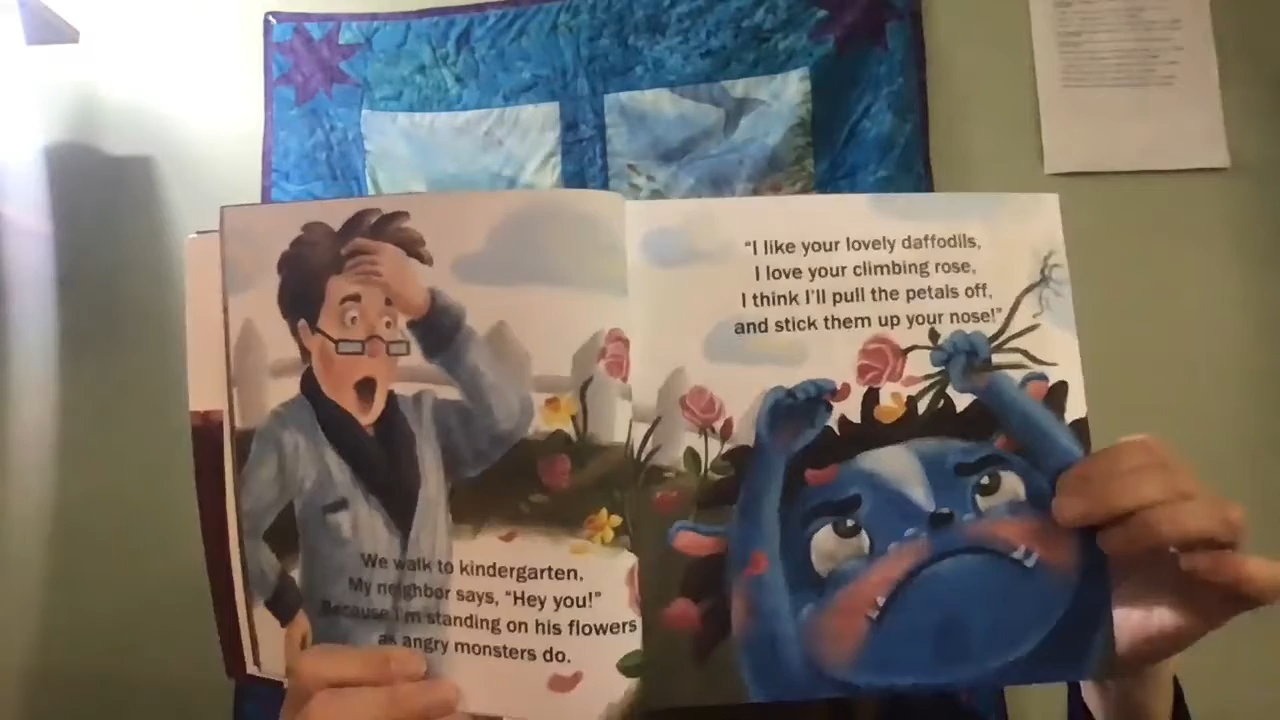 We walk to kindergarten,
My neighbor says, "Hey you!"
Because I'm standing on his flowers
as angry monsters do.
"I like your lovely daffodils,
I love your climbing rose,
I think I'll pull the petals off,
and stick them up your nose!"